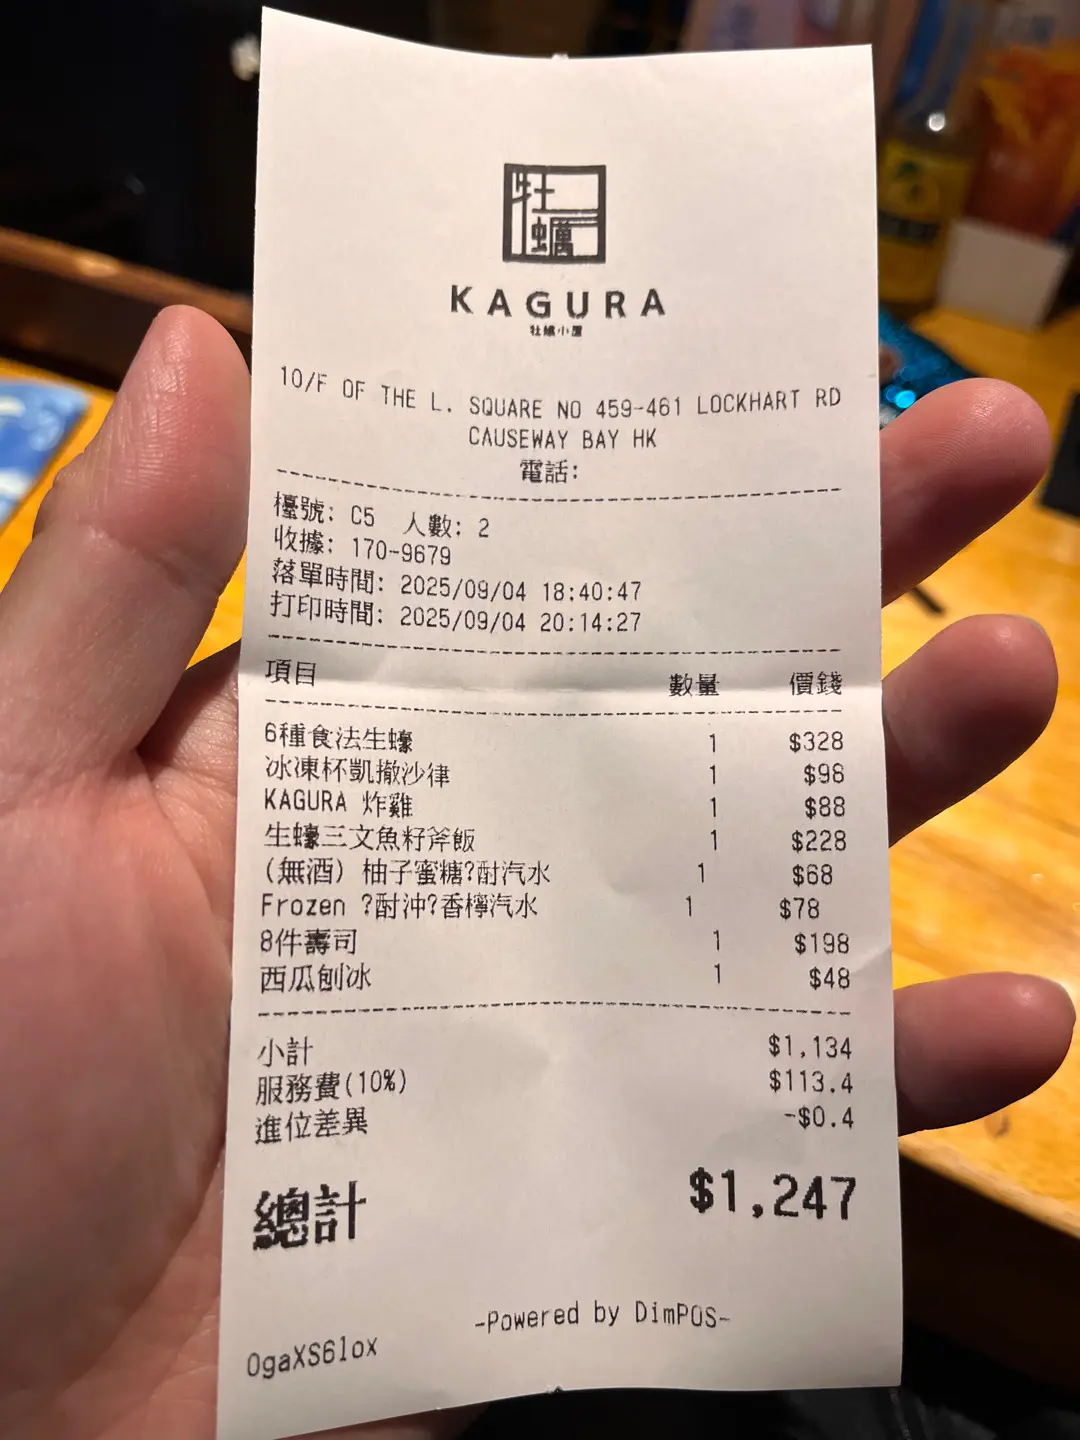 牡蠣
KAGURA
牡蠣小屋
10/F OF THE L. SQUARE NO 459-461 LOCKHART RD
CAUSEWAY BAY HK
電話:
檯號: C5 人數: 2
收據: 170-9679
落單時間: 2025/09/04 18:40:47
打印時間: 2025/09/04 20:14:27
項目 數量 價錢
6種食法生蠔 1 $328
冰凍杯凱撤沙律 1 $98
KAGURA 炸雞 1 $88
生蠔三文魚籽斧飯 1 $228
(無酒) 柚子蜜糖?酎汽水 1 $68
Frozen ?酎沖?香檸汽水 1 $78
8件壽司 1 $198
西瓜刨冰 1 $48
小計 $1,134
服務費(10%) $113.4
進位差異 -$0.4
總計 $1,247
-Powered by DimPOS-
OgaXS6lox